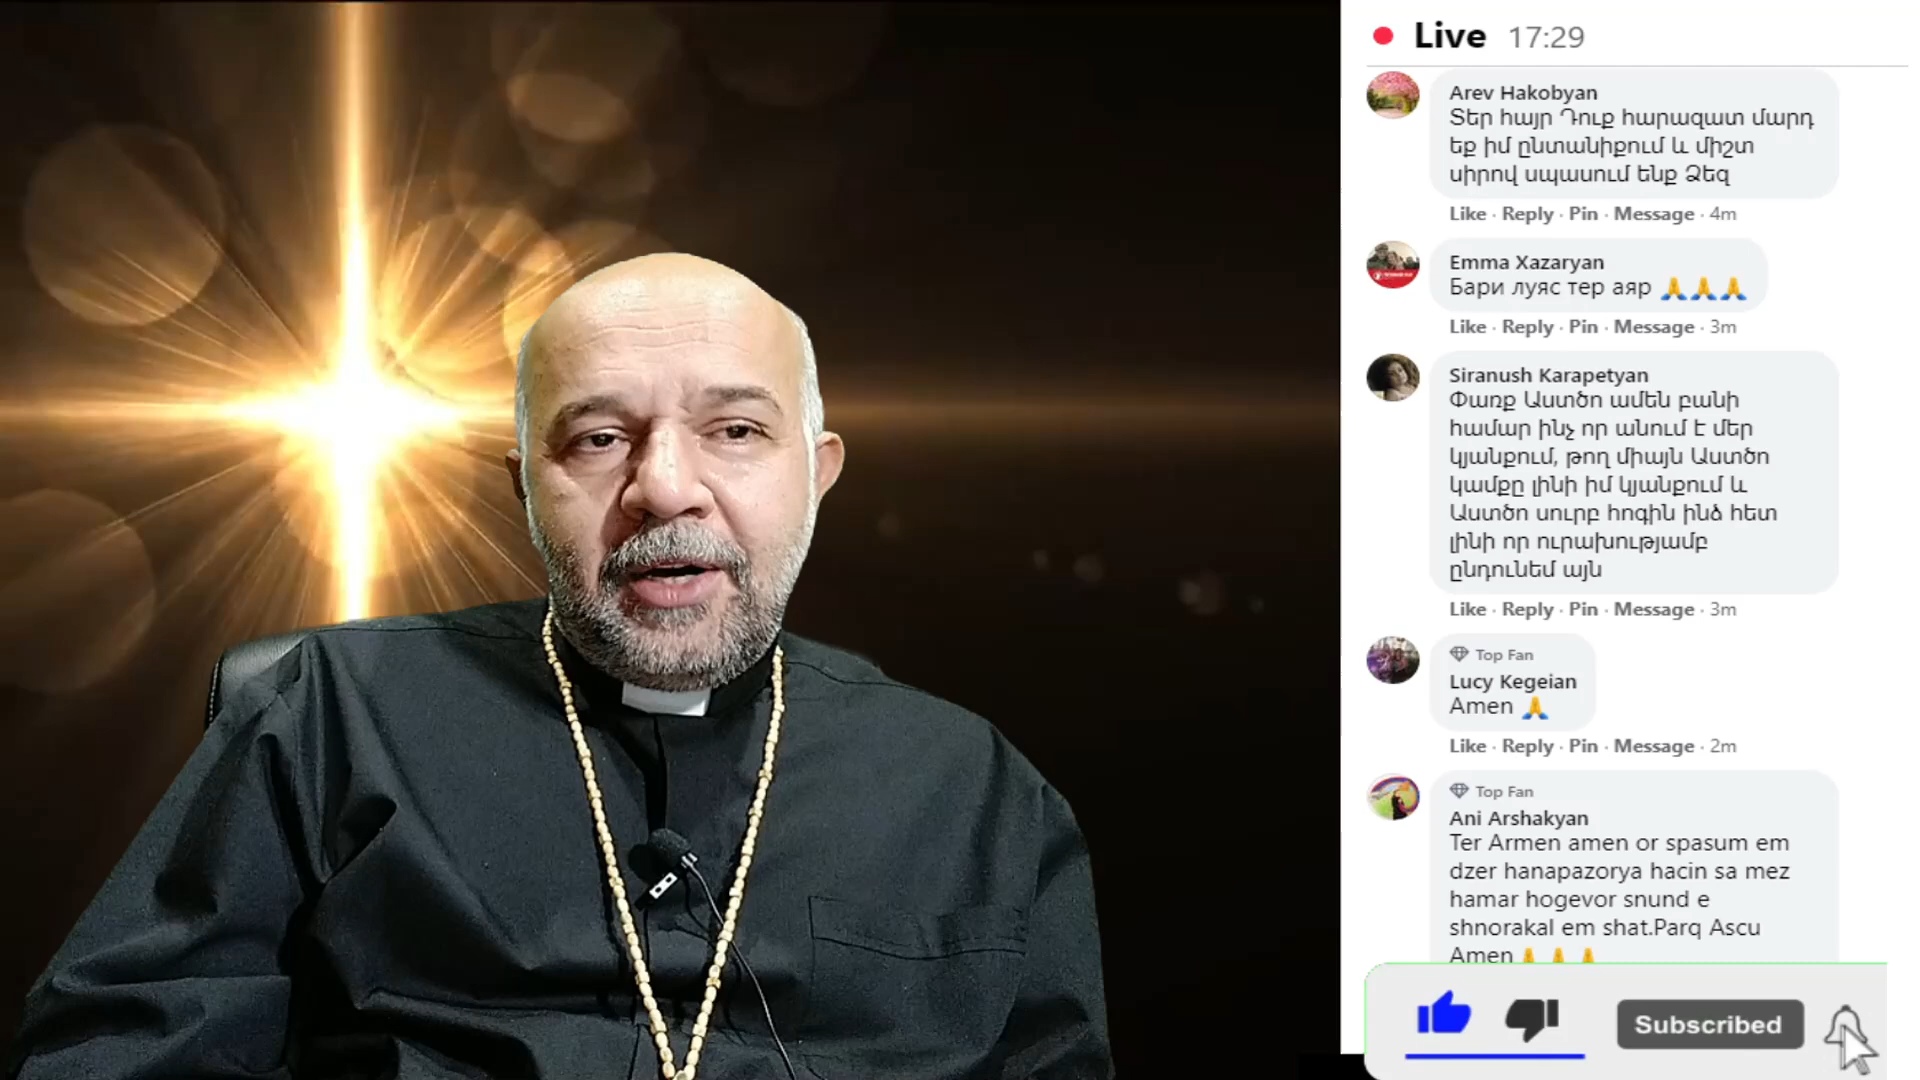 Live 17:29
Arev Hakobyan
Տեր հայր Դուք հարազատ մարդ
եք իմ ընտանիքում և միշտ
սիրով սպասում ենք Ձեզ
Like · Reply · Pin · Message · 4m
Emma Xazaryan
Бари луяс тер аяр 🙏🙏🙏
Like · Reply · Pin · Message · 3m
Siranush Karapetyan
Փառք Աստծո ամեն բանի
համար ինչ որ անում է մեր
կյանքում, թող միայն Աստծո
կամքը լինի իմ կյանքում և
Աստծո սուրբ հոգին ինձ հետ
լինի որ ուրախությամբ
ընդունեմ այն
Like · Reply · Pin · Message · 3m
Top Fan
Lucy Kegeian
Amen 🙏
Like · Reply · Pin · Message · 2m
Top Fan
Ani Arshakyan
Ter Armen amen or spasum em
dzer hanapazorya hacin sa mez
hamar hogevor snund e
shnorakal em shat.Parq Ascu
Amen 🙏🙏🙏
Subscribed